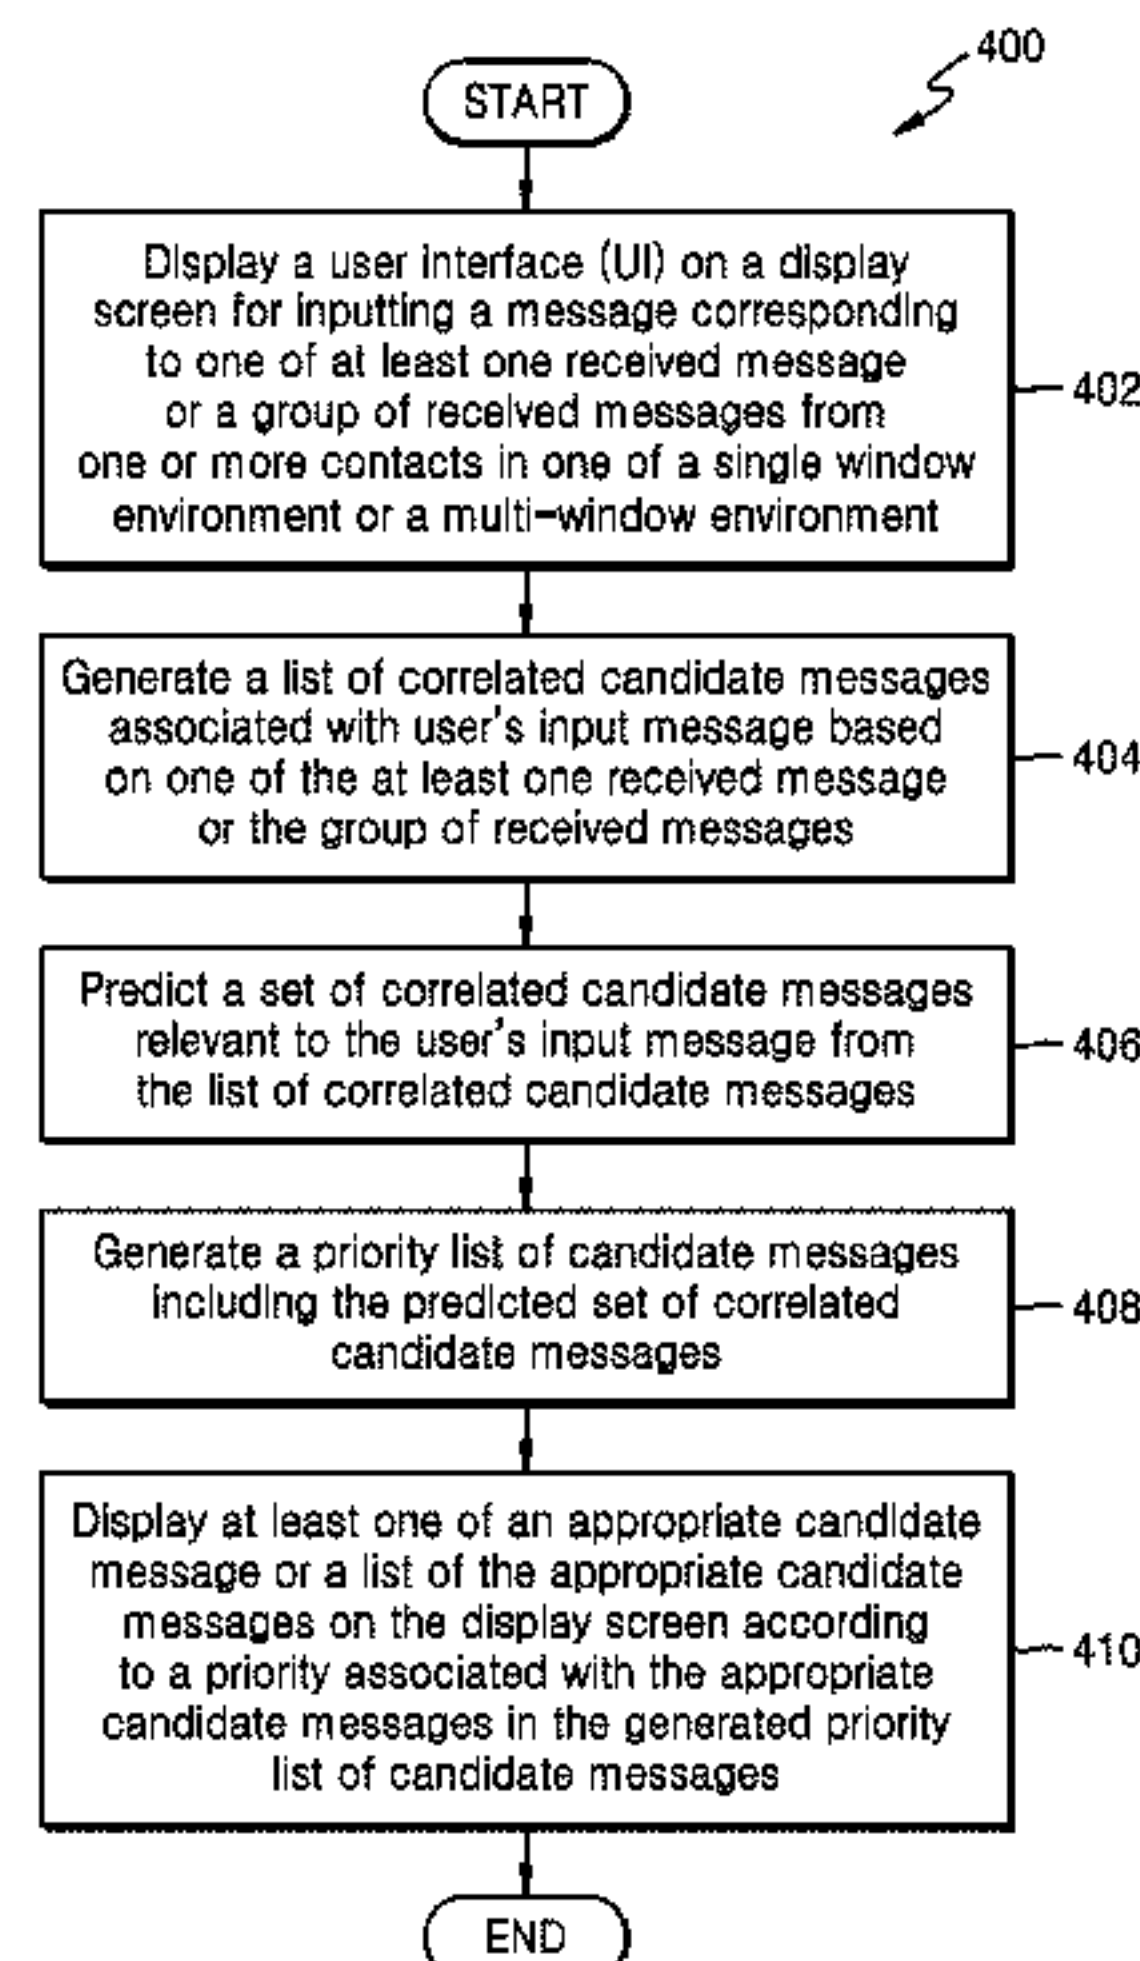 400
START
Display a user interface (UI) on a display
screen for inputting a message corresponding
to one of at least one received message
or a group of received messages from
one or more contacts in one of a single window
environment or a multi-window environment
402
Generate a list of correlated candidate messages
associated with user's input message based
on one of the at least one received message
or the group of received messages
404
Predict a set of correlated candidate messages
relevant to the user's input message from
the list of correlated candidate messages
406
Generate a priority list of candidate messages
including the predicted set of correlated
candidate messages
408
Display at least one of an appropriate candidate
message or a list of the appropriate candidate
messages on the display screen according
to a priority associated with the appropriate
candidate messages in the generated priority
list of candidate messages
410
END